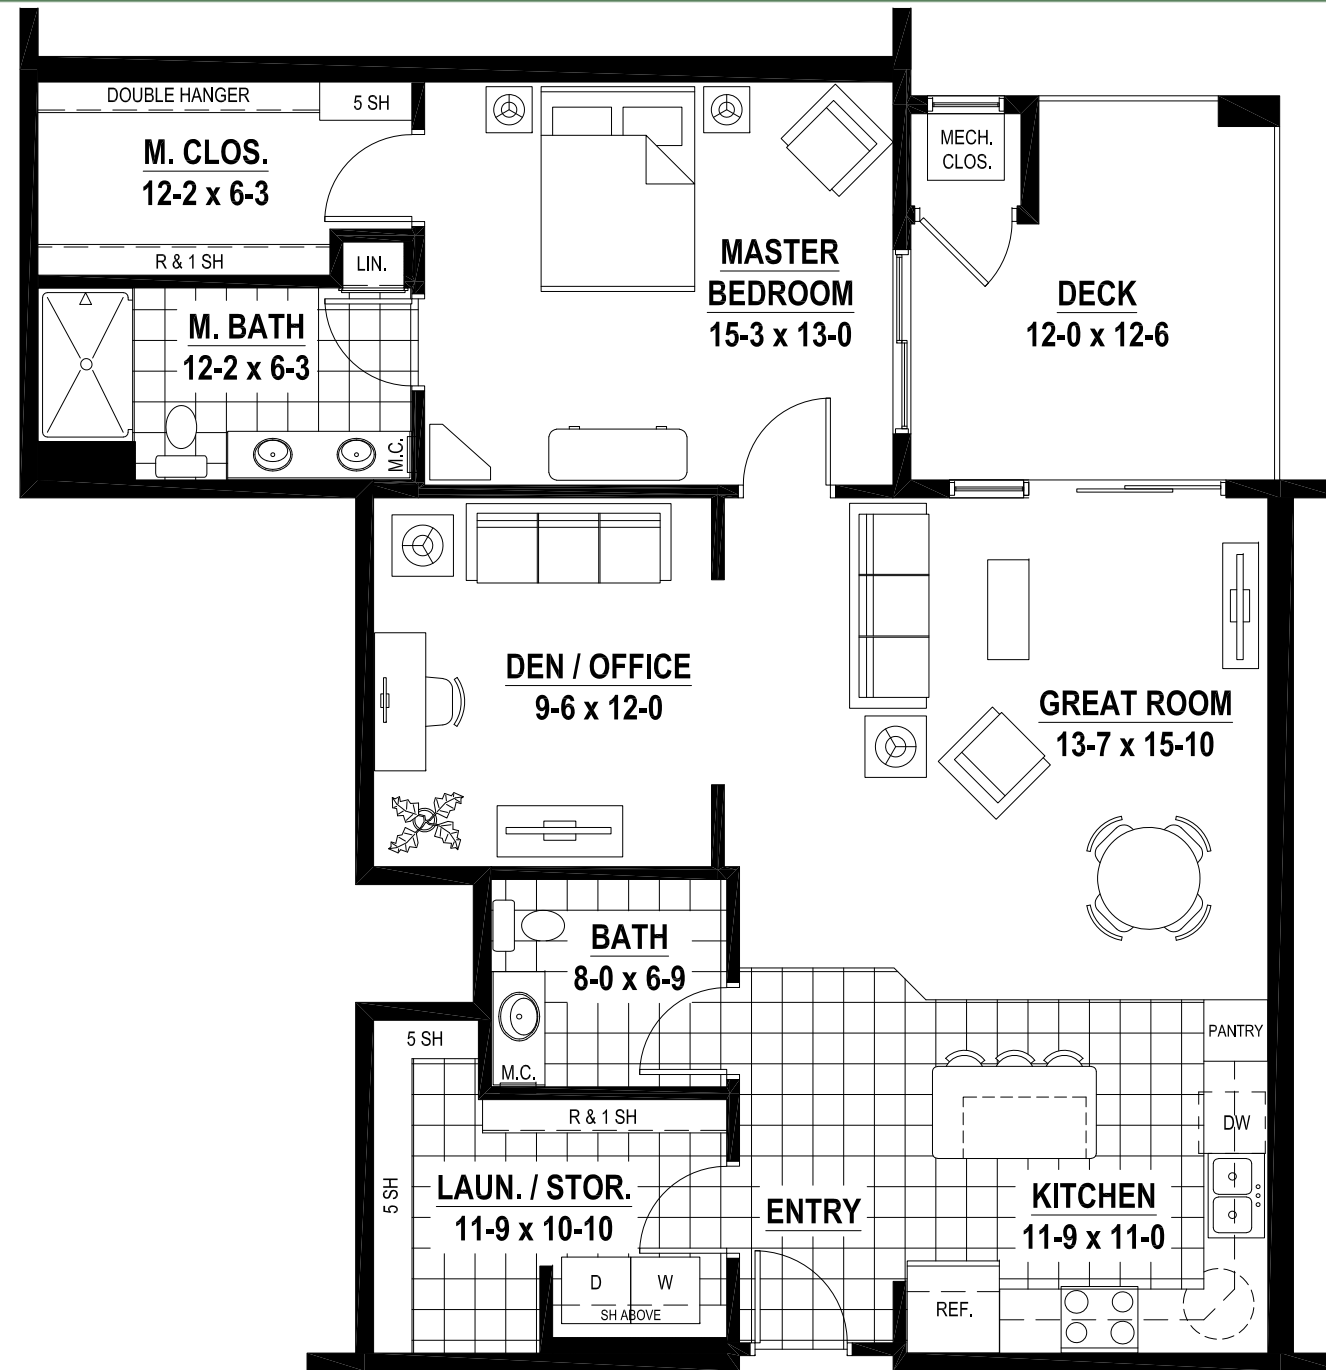 DOUBLE HANGER
5 SH
M. CLOS.
12-2 x 6-3
R & 1 SH
LIN.
M. BATH
12-2 x 6-3
M.C.
MASTER
BEDROOM
15-3 x 13-0
MECH.
CLOS.
DECK
12-0 x 12-6
DEN / OFFICE
9-6 x 12-0
GREAT ROOM
13-7 x 15-10
BATH
8-0 x 6-9
M.C.
5 SH
5 SH
R & 1 SH
LAUN. / STOR.
11-9 x 10-10
D
W
SH ABOVE
ENTRY
PANTRY
DW
KITCHEN
11-9 x 11-0
REF.